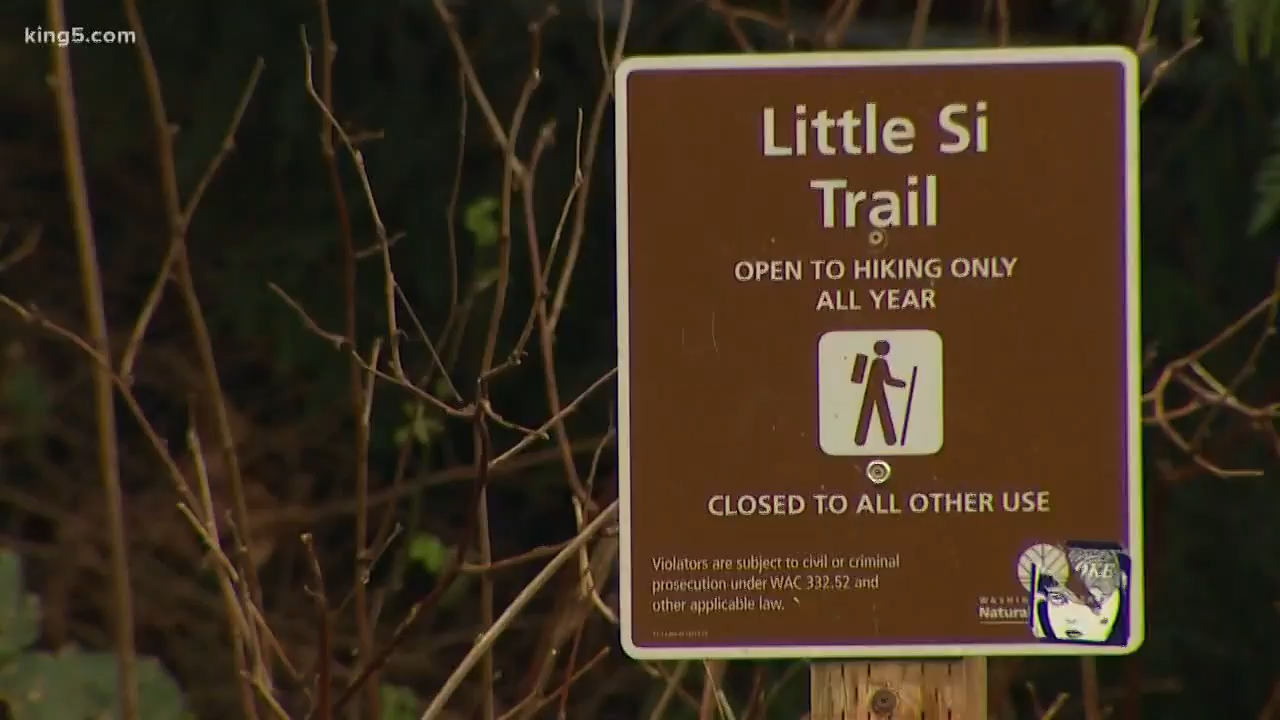 king5.com
Little Si
Trail
OPEN TO HIKING ONLY
ALL YEAR
CLOSED TO ALL OTHER USE
Violators are subject to civil or criminal
prosecution under WAC 332.52 and
other applicable law.
Natura